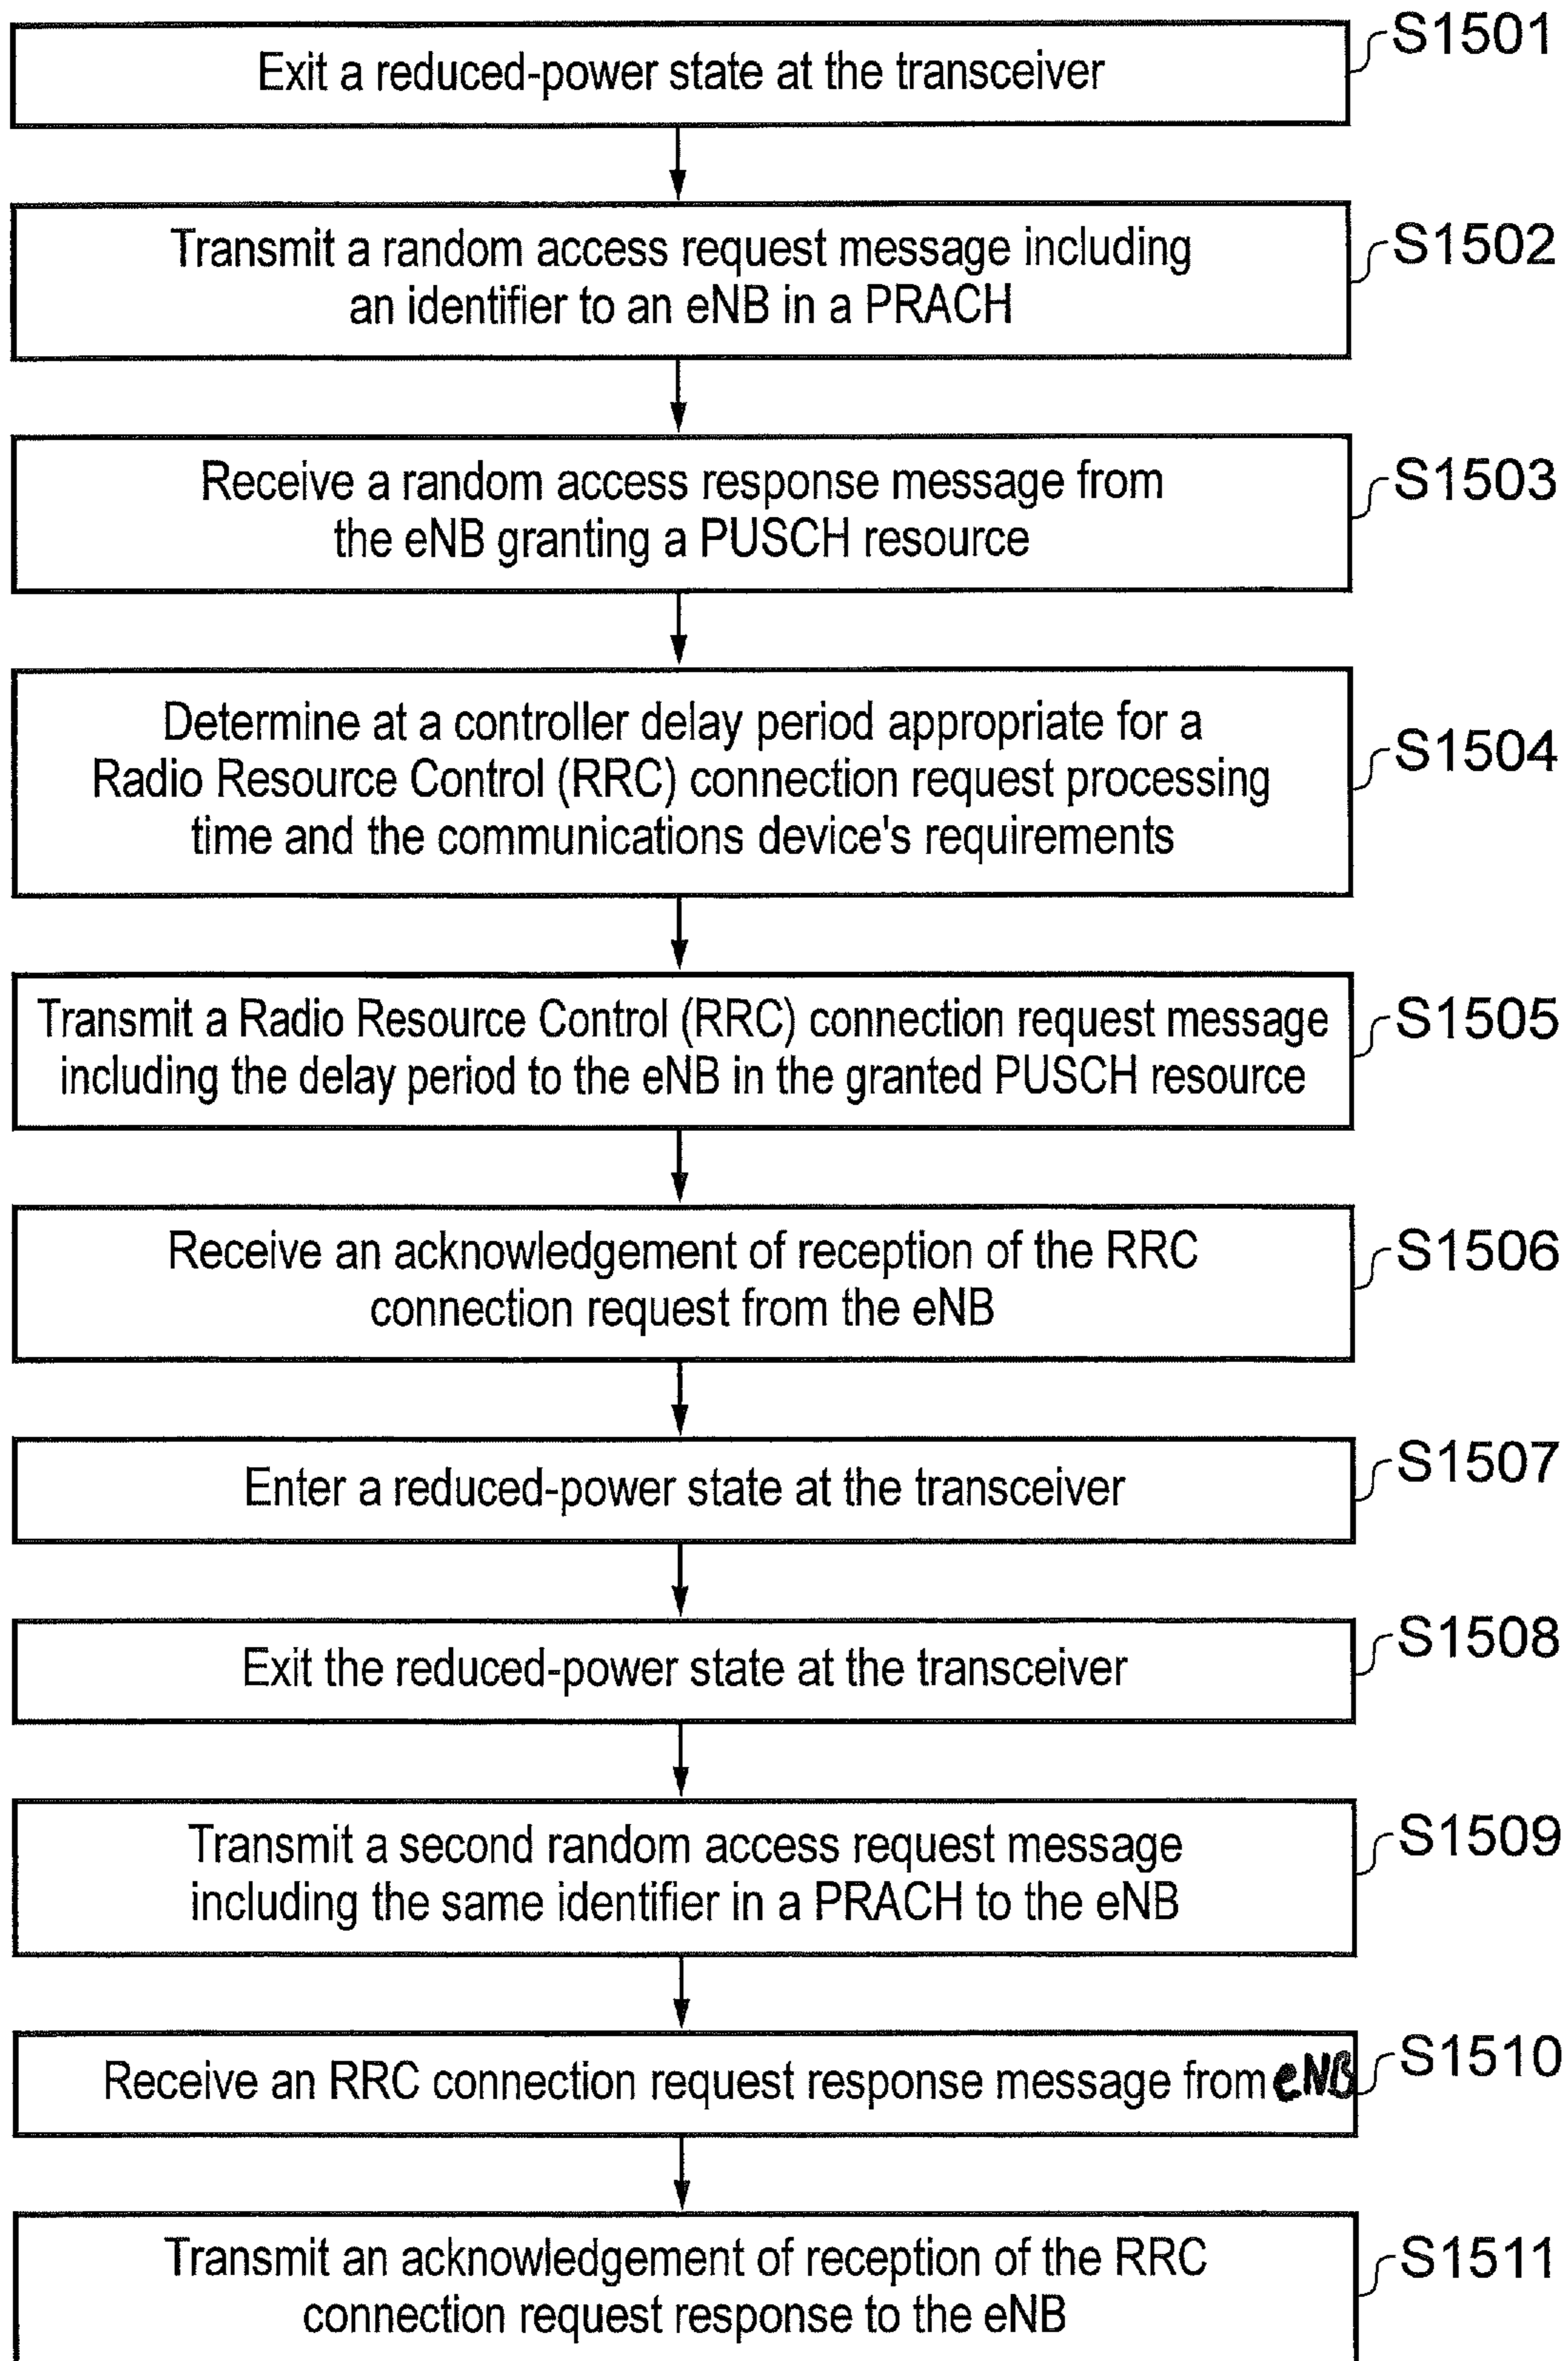 S1501
Exit a reduced-power state at the transceiver
S1502
Transmit a random access request message including
an identifier to an eNB in a PRACH
S1503
Receive a random access response message from
the eNB granting a PUSCH resource
S1504
Determine at a controller delay period appropriate for a
Radio Resource Control (RRC) connection request processing
time and the communications device's requirements
S1505
Transmit a Radio Resource Control (RRC) connection request message
including the delay period to the eNB in the granted PUSCH resource
S1506
Receive an acknowledgement of reception of the RRC
connection request from the eNB
S1507
Enter a reduced-power state at the transceiver
S1508
Exit the reduced-power state at the transceiver
S1509
Transmit a second random access request message
including the same identifier in a PRACH to the eNB
S1510
Receive an RRC connection request response message from eNB
S1511
Transmit an acknowledgement of reception of the RRC
connection request response to the eNB